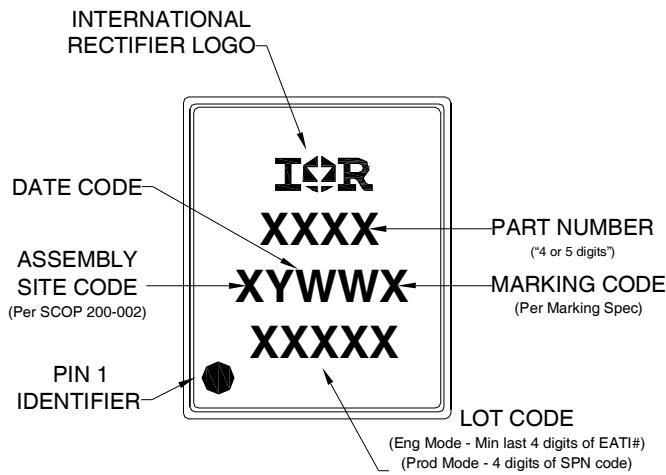 INTERNATIONAL
RECTIFIER LOGO
IOR
DATE CODE
XXXX
PART NUMBER
("4 or 5 digits")
ASSEMBLY
SITE CODE
(Per SCOP 200-002)
XYWWX
MARKING CODE
(Per Marking Spec)
XXXXX
PIN 1
IDENTIFIER
LOT CODE
(Eng Mode - Min last 4 digits of EATI#)
(Prod Mode - 4 digits of SPN code)